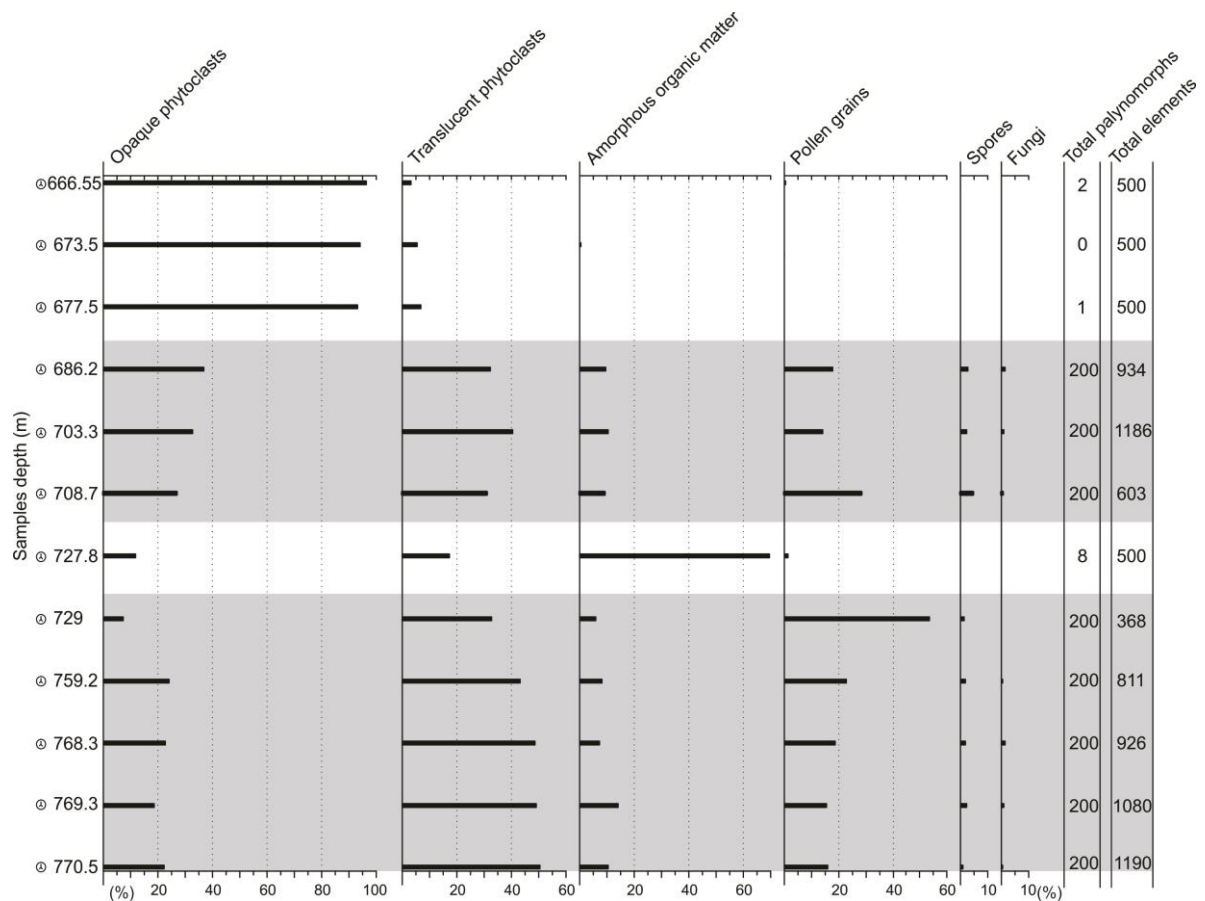 Opaque phytoclasts
Translucent phytoclasts
Amorphous organic matter
Pollen grains
Spores
Fungi
Total palynomorphs
Total elements
Samples depth (m)
666.55 2 500
673.5 0 500
677.5 1 500
686.2 200 934
703.3 200 1186
708.7 200 603
727.8 8 500
729 200 368
759.2 200 811
768.3 200 926
769.3 200 1080
770.5 200 1190
(%) 20 40 60 80 100 20 40 60 20 40 60 20 40 60 10 10 (%)